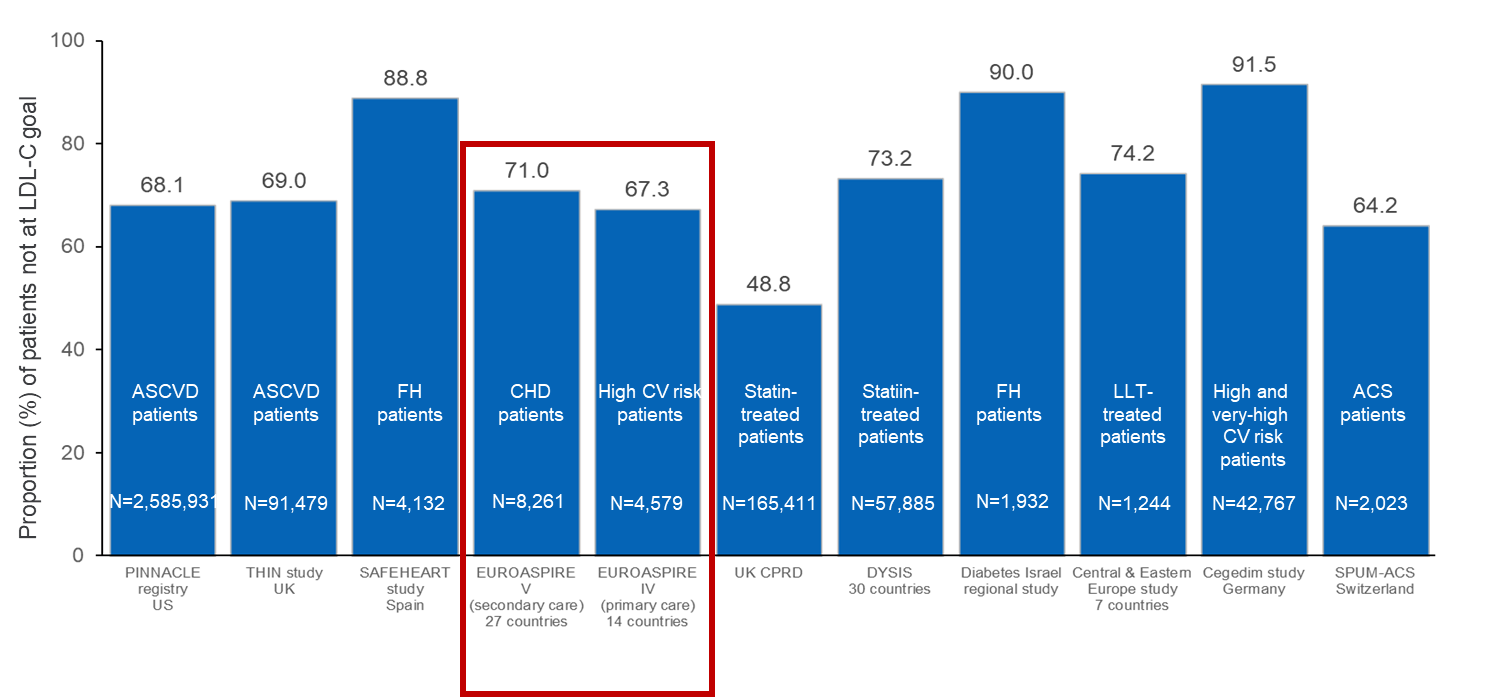 Proportion (%) of patients not at LDL-C goal
100
80
60
40
20
0
68.1
69.0
88.8
71.0
67.3
48.8
73.2
90.0
74.2
91.5
64.2
ASCVD
patients
N=2,585,931
ASCVD
patients
N=91,479
FH
patients
N=4,132
CHD
patients
N=8,261
High CV risk
patients
N=4,579
Statin-
treated
patients
N=165,411
Statiin-
treated
patients
N=57,885
FH
patients
N=1,932
LLT-
treated
patients
N=1,244
High and
very-high
CV risk
patients
N=42,767
ACS
patients
N=2,023
PINNACLE
registry
US
THIN study
UK
SAFEHEART
study
Spain
EUROASPIRE
V
(secondary care)
27 countries
EUROASPIRE
IV
(primary care)
14 countries
UK CPRD
DYSIS
30 countries
Diabetes Israel
regional study
Central & Eastern
Europe study
7 countries
Cegedim study
Germany
SPUM-ACS
Switzerland